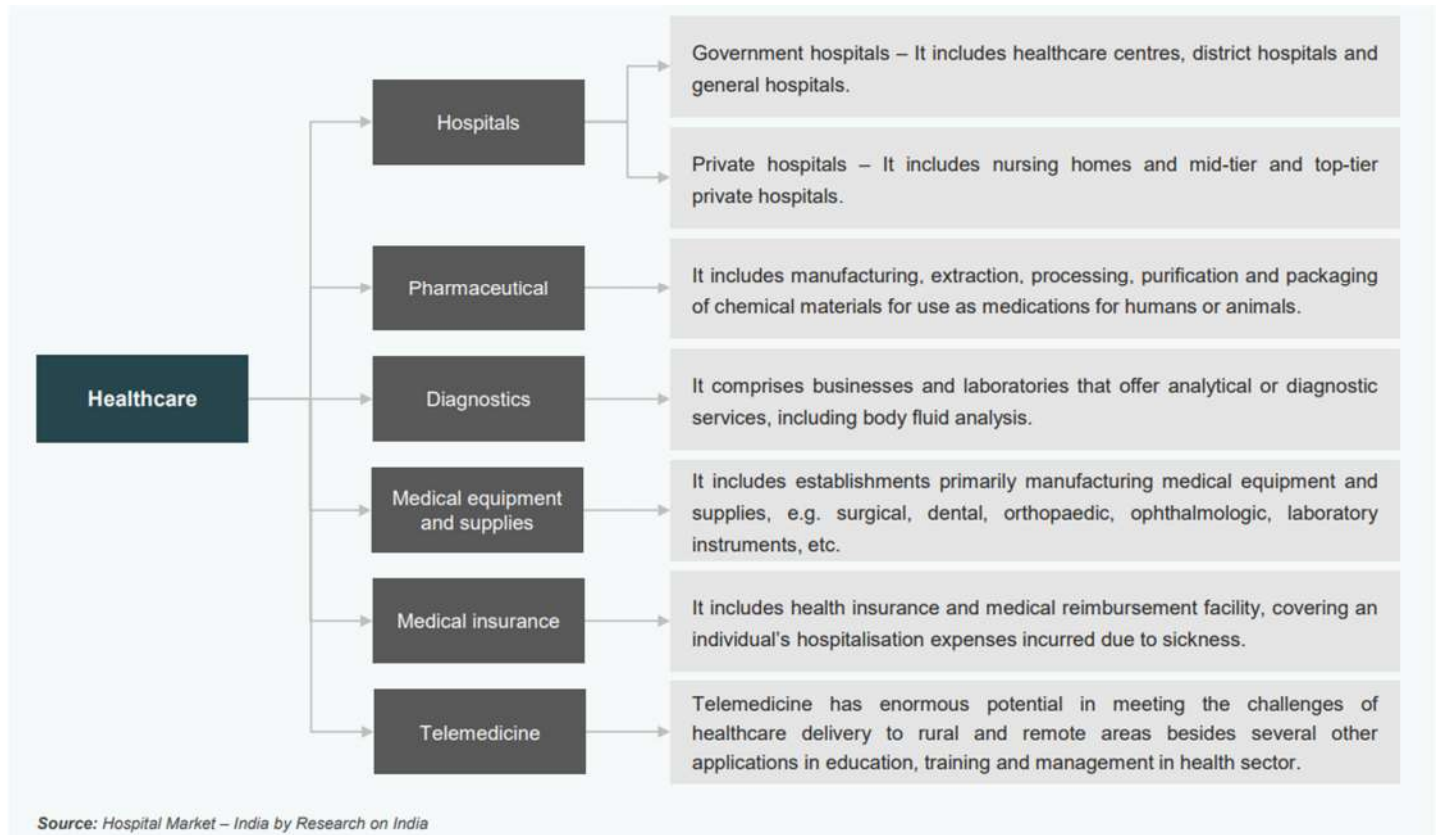 Healthcare
Hospitals
Government hospitals – It includes healthcare centres, district hospitals and
general hospitals.
Private hospitals – It includes nursing homes and mid-tier and top-tier
private hospitals.
Pharmaceutical
It includes manufacturing, extraction, processing, purification and packaging
of chemical materials for use as medications for humans or animals.
Diagnostics
It comprises businesses and laboratories that offer analytical or diagnostic
services, including body fluid analysis.
Medical equipment
and supplies
It includes establishments primarily manufacturing medical equipment and
supplies, e.g. surgical, dental, orthopaedic, ophthalmologic, laboratory
instruments, etc.
Medical insurance
It includes health insurance and medical reimbursement facility, covering an
individual’s hospitalisation expenses incurred due to sickness.
Telemedicine
Telemedicine has enormous potential in meeting the challenges of
healthcare delivery to rural and remote areas besides several other
applications in education, training and management in health sector.
Source: Hospital Market – India by Research on India